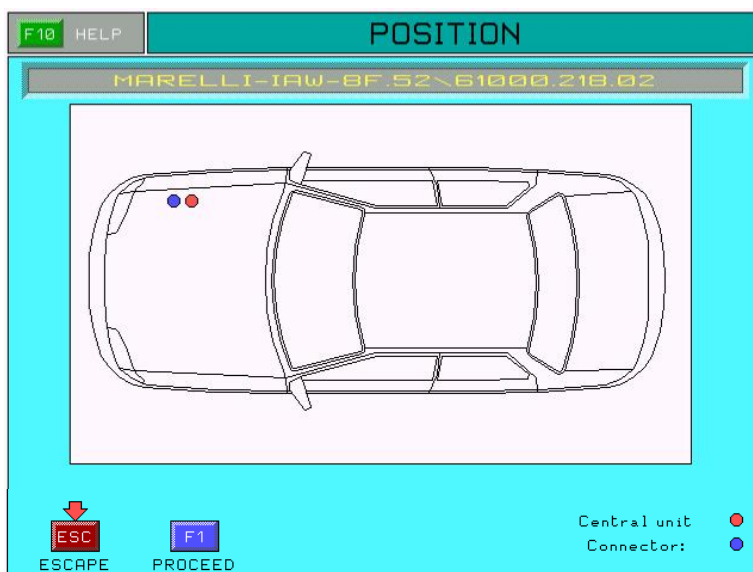 F10 HELP POSITION
MARELLI-IAW-8F.52\61000.218.02
Central unit
Connector:
ESC F1
ESCAPE PROCEED